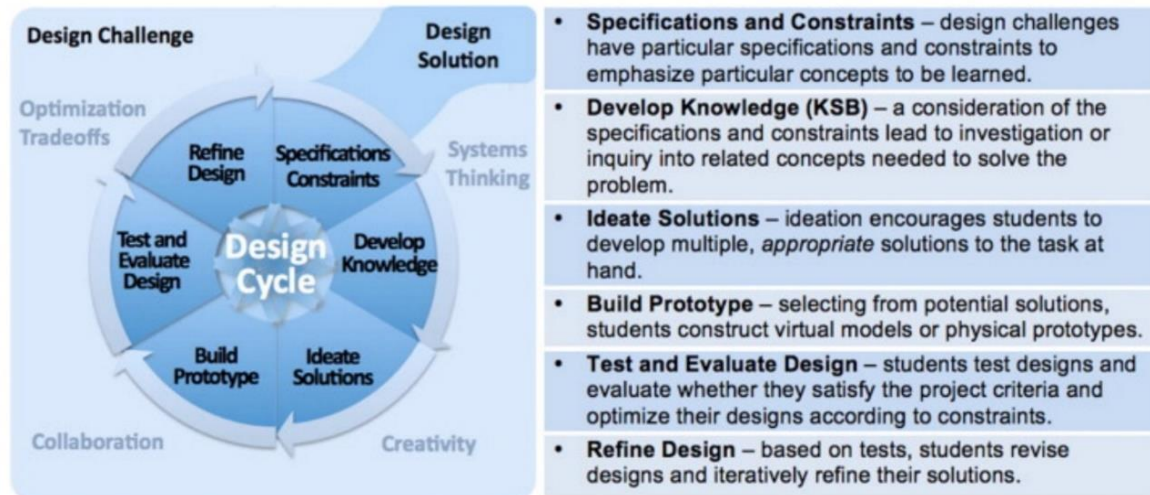 Design Challenge
Design
Solution
Optimization
Tradeoffs
Systems
Thinking
Collaboration
Creativity
Refine
Design
Specifications
Constraints
Test and
Evaluate
Design
Design
Cycle
Develop
Knowledge
Build
Prototype
Ideate
Solutions
• Specifications and Constraints – design challenges
have particular specifications and constraints to
emphasize particular concepts to be learned.
• Develop Knowledge (KSB) – a consideration of the
specifications and constraints lead to investigation or
inquiry into related concepts needed to solve the
problem.
• Ideate Solutions – ideation encourages students to
develop multiple, appropriate solutions to the task at
hand.
• Build Prototype – selecting from potential solutions,
students construct virtual models or physical prototypes.
• Test and Evaluate Design – students test designs and
evaluate whether they satisfy the project criteria and
optimize their designs according to constraints.
• Refine Design – based on tests, students revise
designs and iteratively refine their solutions.